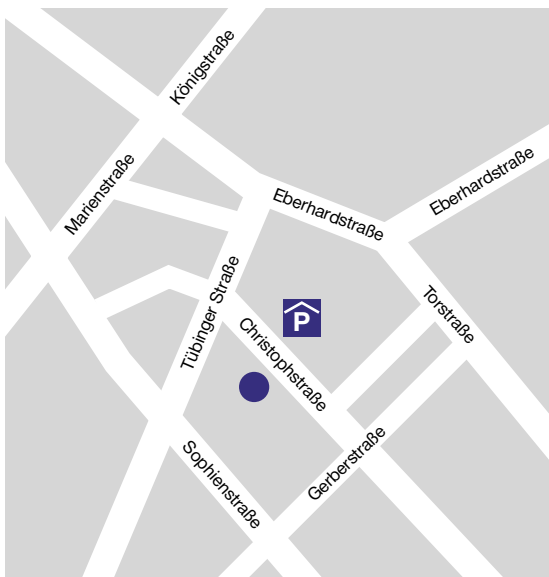 Königstraße
Marienstraße
Eberhardstraße
Eberhardstraße
Tübinger Straße
P
Torstraße
Christophstraße
Gerberstraße
Sophienstraße